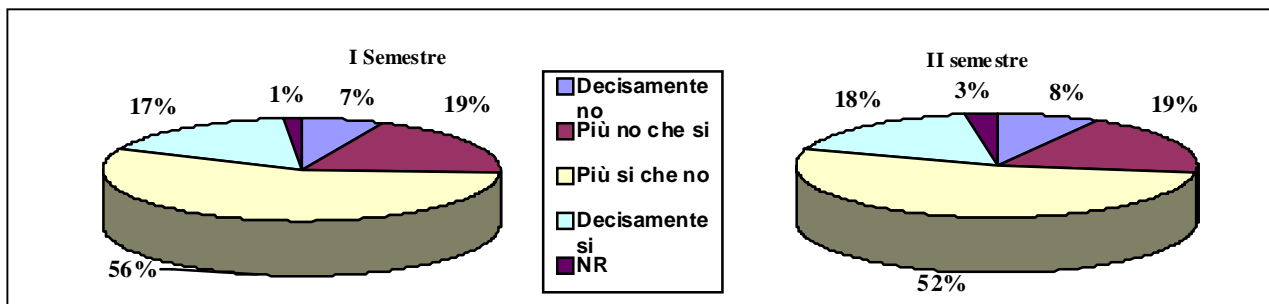 I Semestre
17%
1%
7%
19%
56%
Decisamente
no
Più no che si
Più si che no
Decisamente
si
NR
II semestre
18%
3%
8%
19%
52%